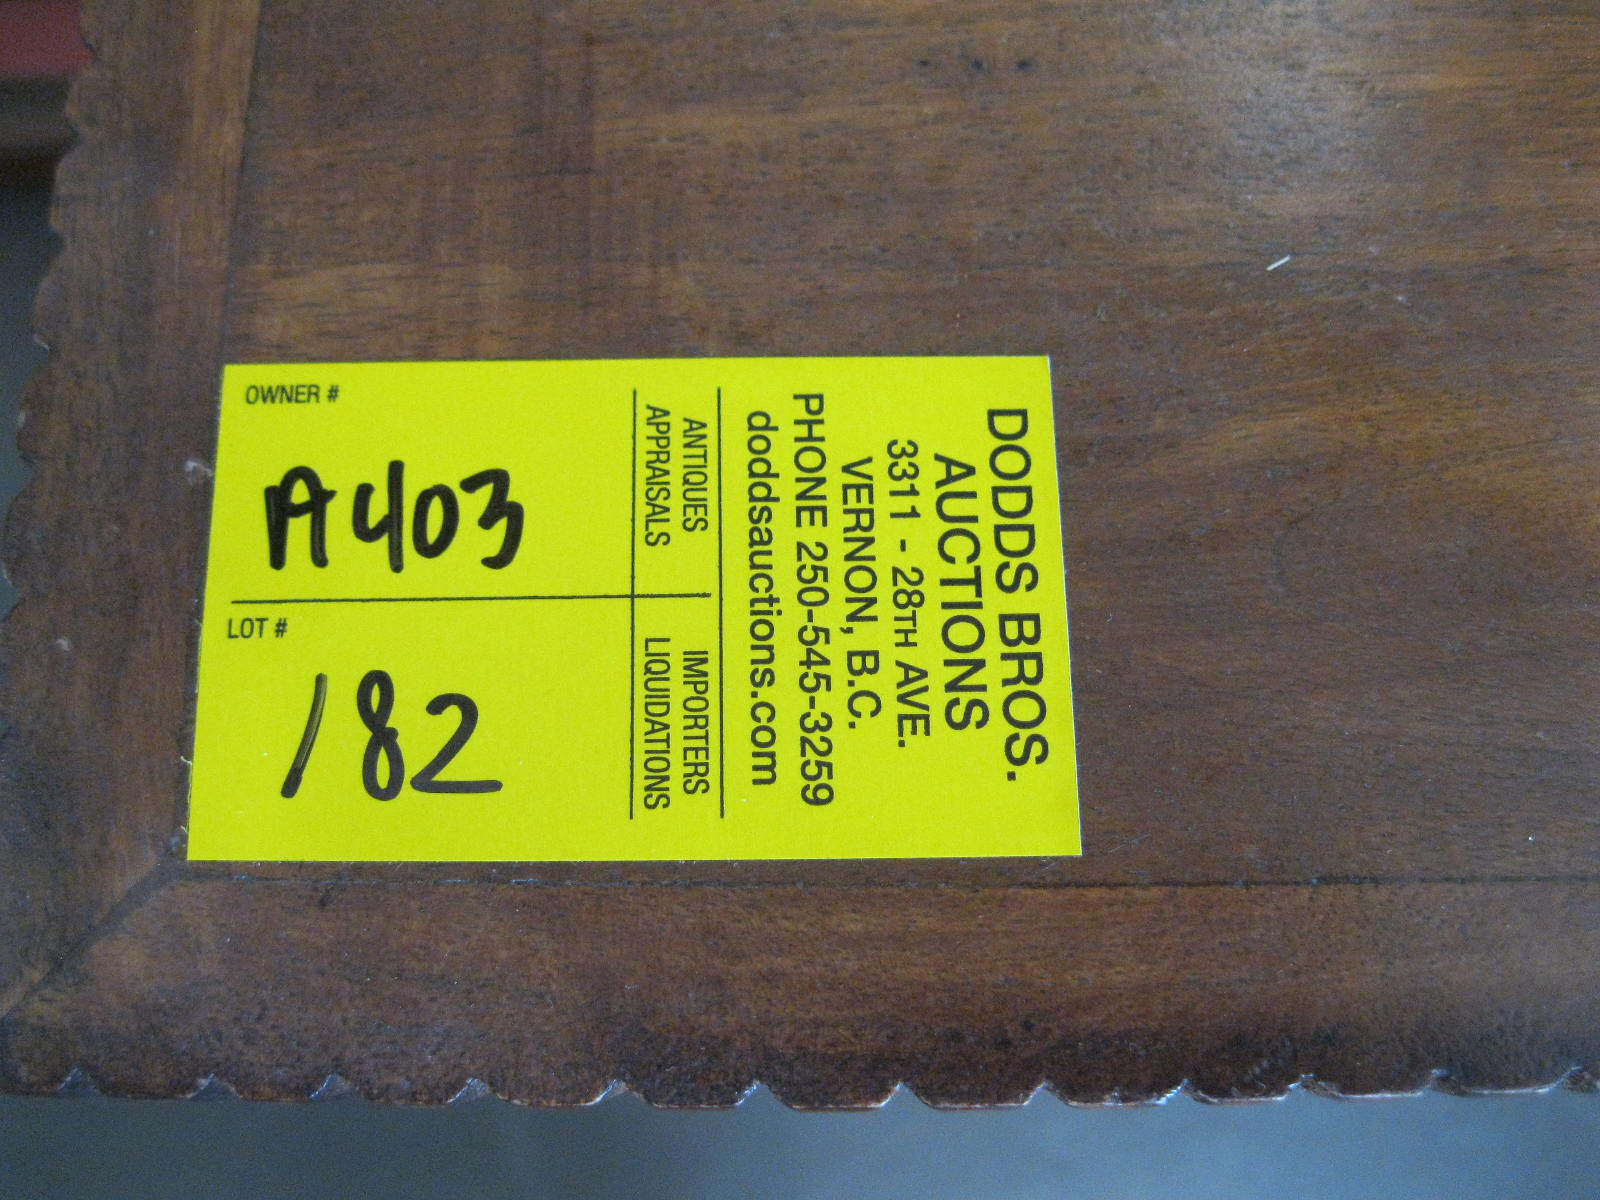 OWNER #
A403
LOT #
182
ANTIQUES
APPRAISALS
IMPORTERS
LIQUIDATIONS
DODDS BROS.
AUCTIONS
3311 - 28TH AVE.
VERNON, B.C.
PHONE 250-545-3259
doddsauctions.com